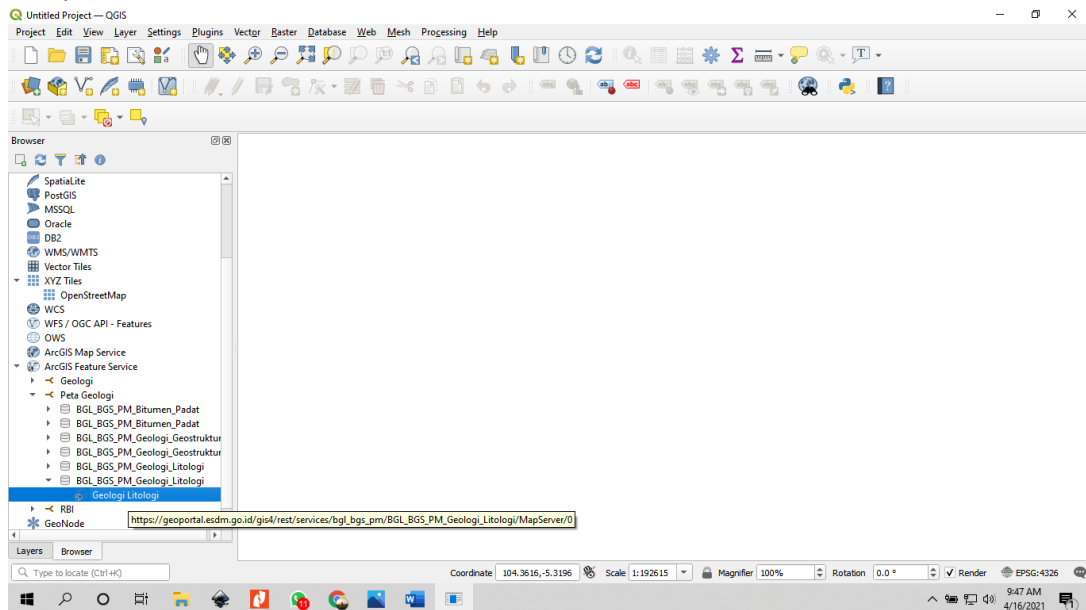 Untitled Project — QGIS
Project Edit View Layer Settings Plugins Vector Raster Database Web Mesh Processing Help
Browser
SpatiaLite
PostGIS
MSSQL
Oracle
DB2
WMS/WMTS
Vector Tiles
XYZ Tiles
OpenStreetMap
WCS
WFS / OGC API - Features
OWS
ArcGIS Map Service
ArcGIS Feature Service
Geologi
Peta Geologi
BGL_BGS_PM_Bitumen_Padat
BGL_BGS_PM_Bitumen_Padat
BGL_BGS_PM_Geologi_Geostruktur
BGL_BGS_PM_Geologi_Geostruktur
BGL_BGS_PM_Geologi_Litologi
BGL_BGS_PM_Geologi_Litologi
Geologi Litologi
RBI
https://geoportal.esdm.go.id/gis4/rest/services/bgl_bgs_pm/BGL_BGS_PM_Geologi_Litologi/MapServer/0
GeoNode
Layers Browser
Type to locate (Ctrl+K) Coordinate 104.3616,-5.3196 Scale 1:192615 Magnifier 100% Rotation 0.0 ° Render EPSG:4326
9:47 AM
4/16/2021